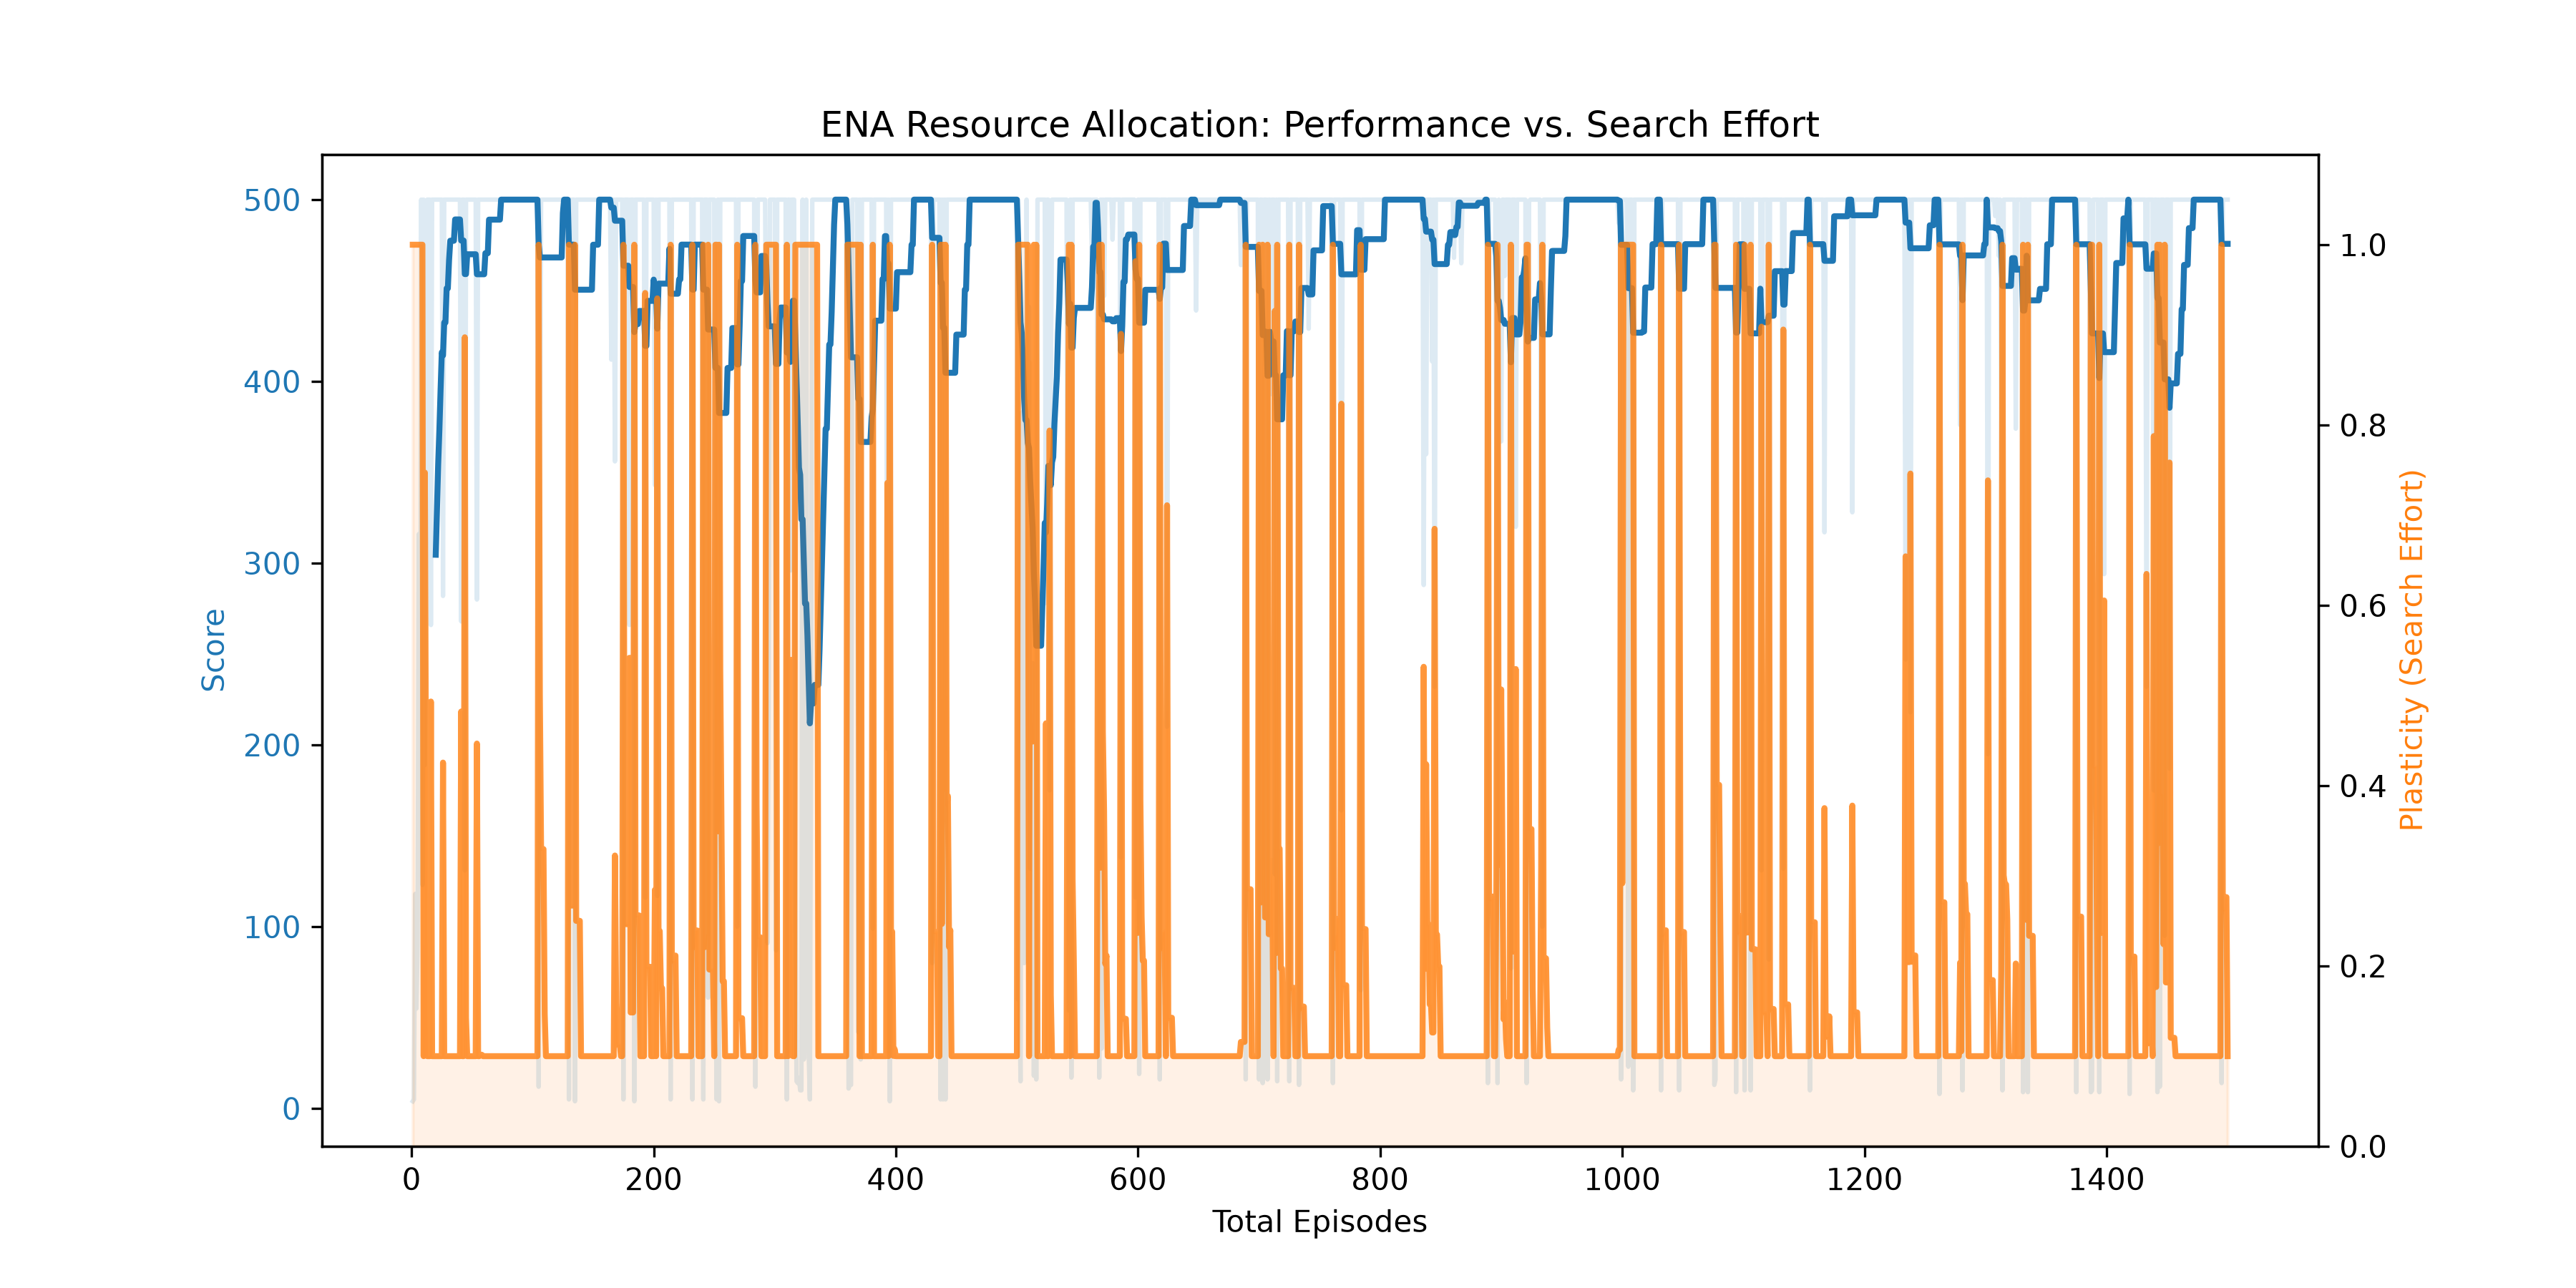 ENA Resource Allocation: Performance vs. Search Effort
500
400
300
200
100
0
Score
1.0
0.8
0.6
0.4
0.2
0.0
Plasticity (Search Effort)
0 200 400 600 800 1000 1200 1400
Total Episodes